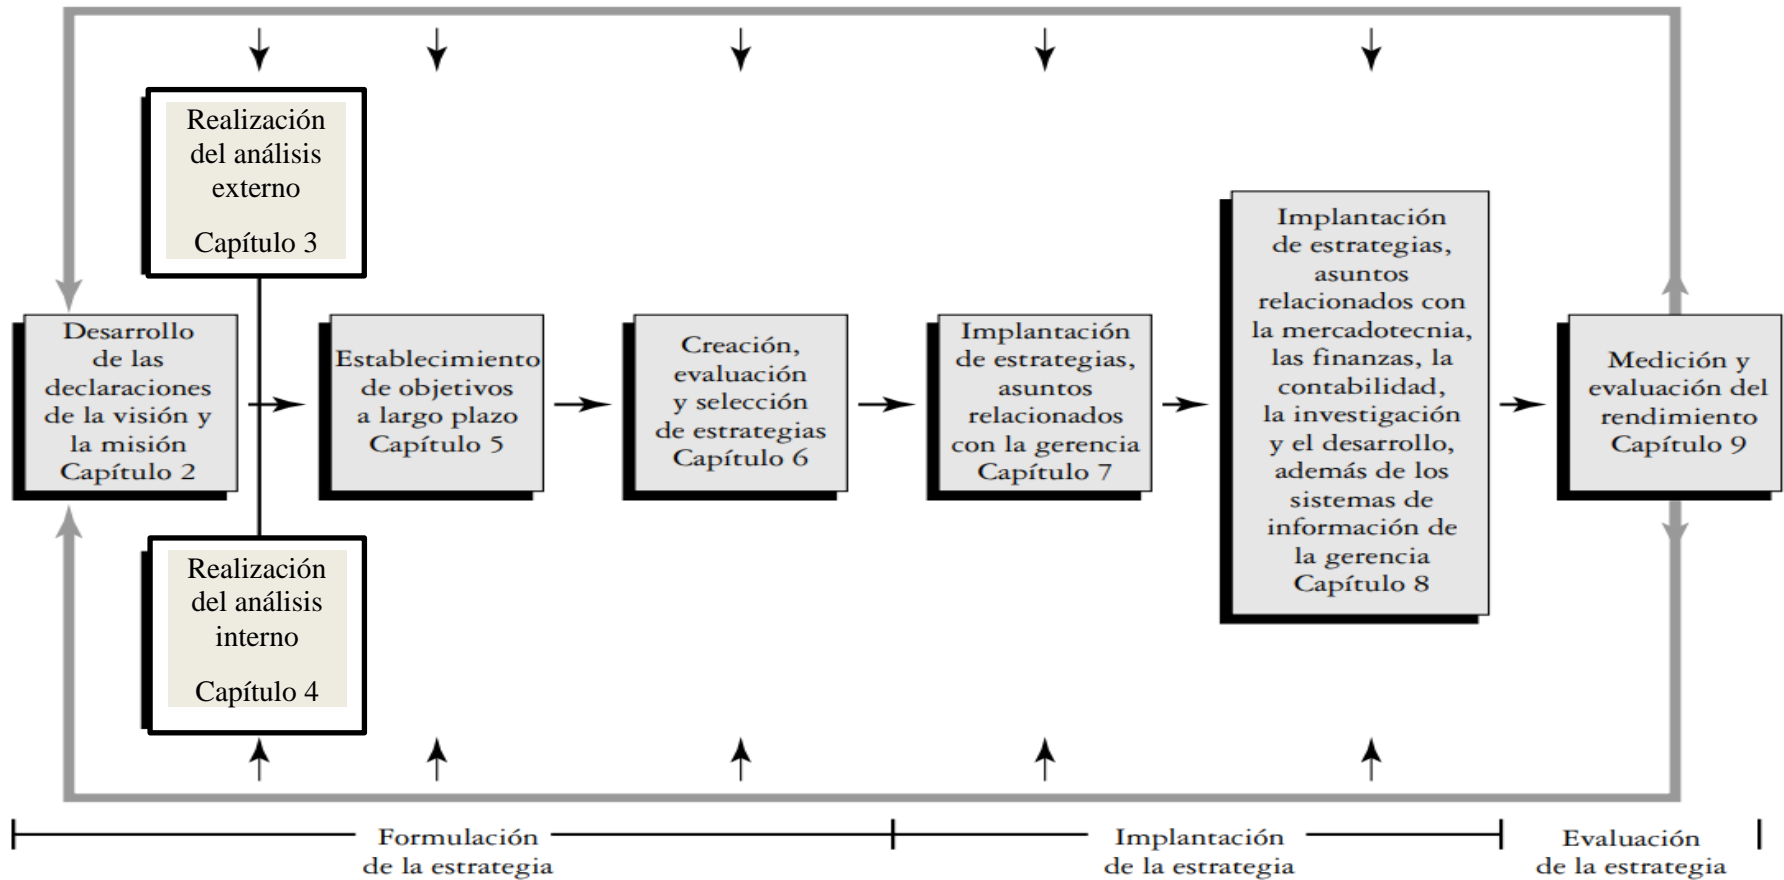 Realización
del análisis
externo
Capítulo 3
Desarrollo
de las
declaraciones
de la visión y
la misión
Capítulo 2
Realización
del análisis
interno
Capítulo 4
Establecimiento
de objetivos
a largo plazo
Capítulo 5
Creación,
evaluación
y selección
de estrategias
Capítulo 6
Implantación
de estrategias,
asuntos
relacionados
con la gerencia
Capítulo 7
Implantación
de estrategias,
asuntos
relacionados con
la mercadotecnia,
las finanzas, la
contabilidad,
la investigación
y el desarrollo,
además de los
sistemas de
información de
la gerencia
Capítulo 8
Medición y
evaluación del
rendimiento
Capítulo 9
Formulación
de la estrategia
Implantación
de la estrategia
Evaluación
de la estrategia